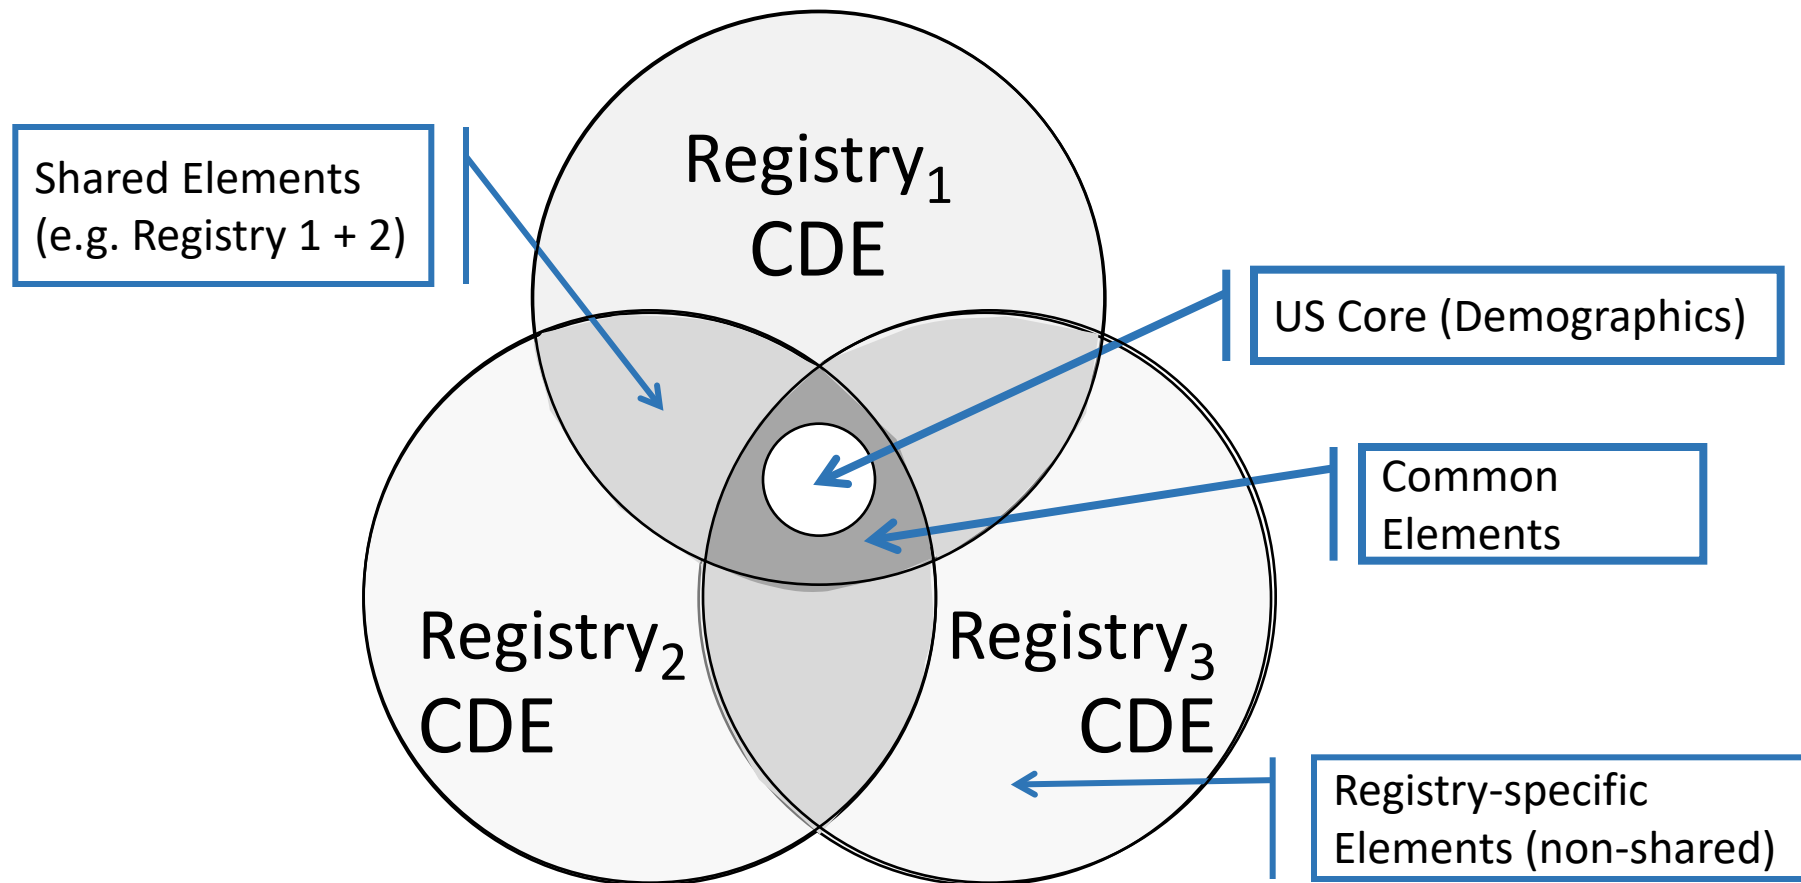 Registry₁
CDE
Shared Elements
(e.g. Registry 1 + 2)
US Core (Demographics)
Common
Elements
Registry₂
CDE
Registry₃
CDE
Registry-specific
Elements (non-shared)